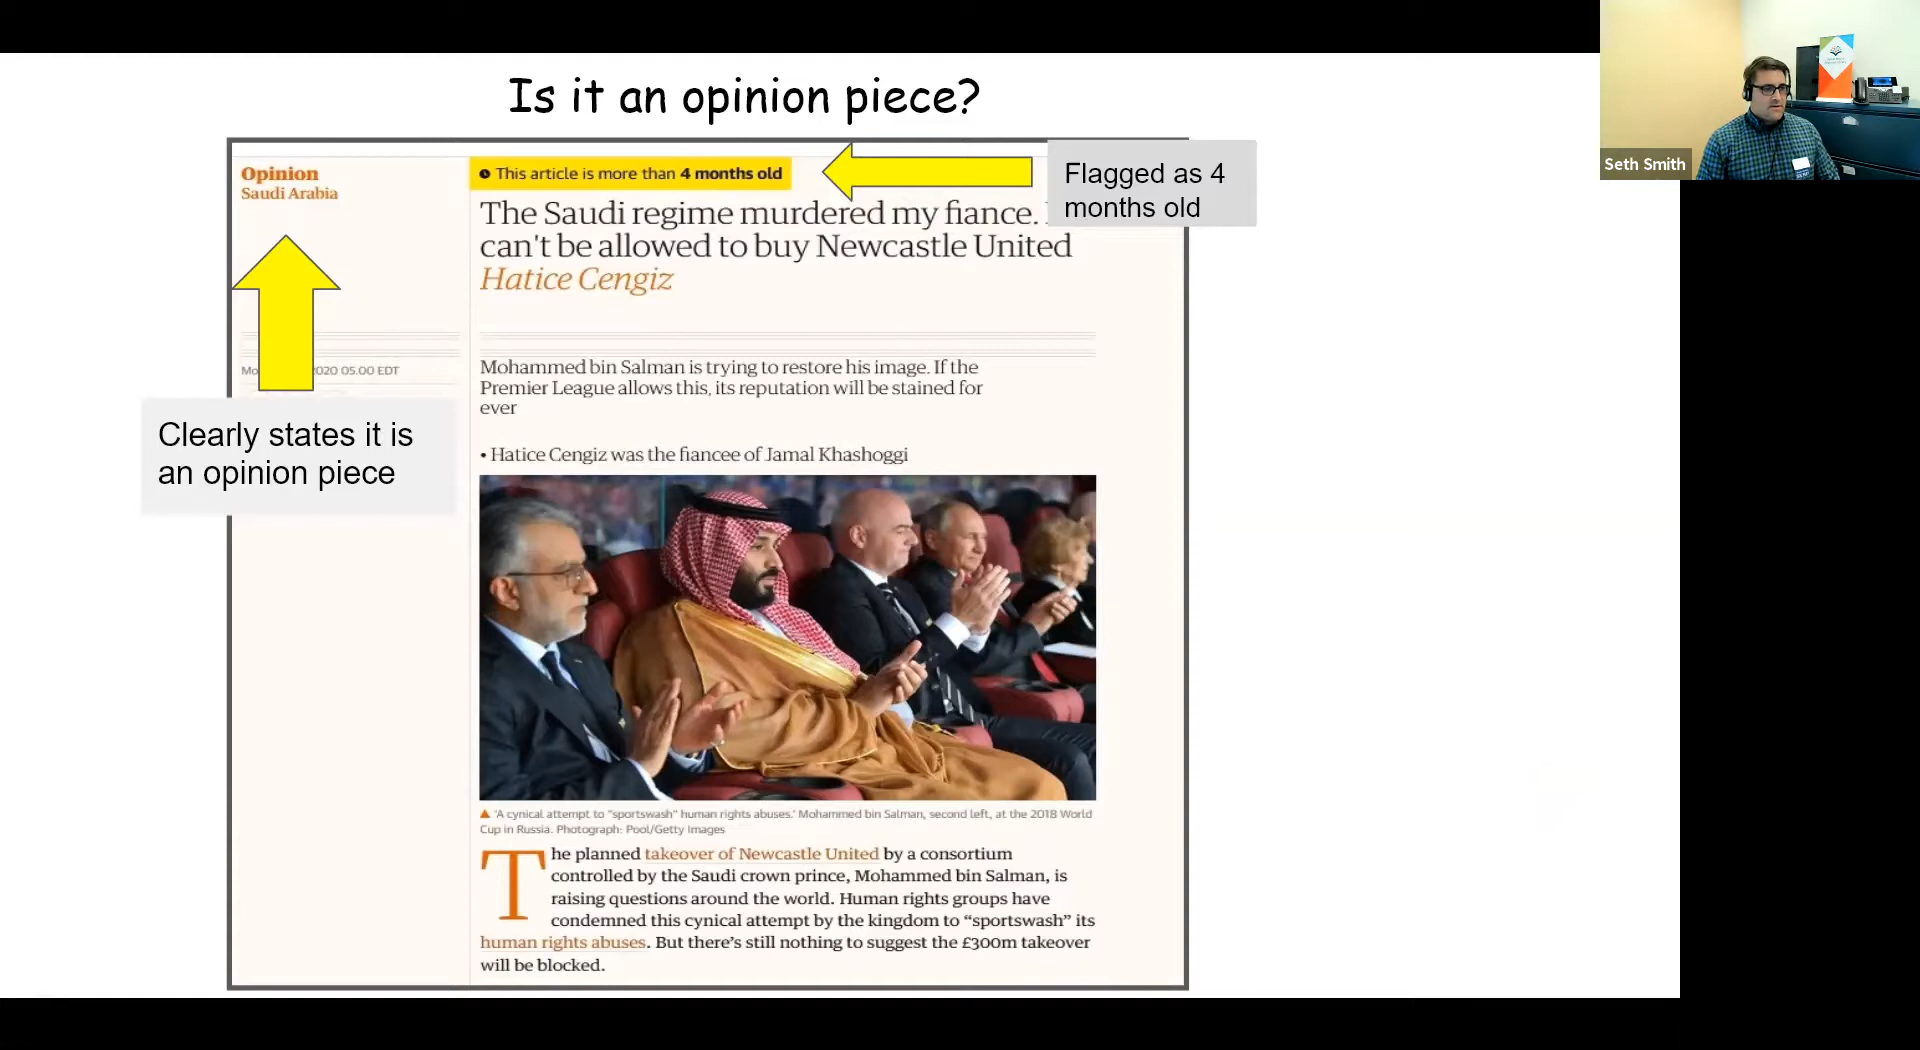 Is it an opinion piece?
Opinion
Saudi Arabia
This article is more than 4 months old
Flagged as 4
months old
The Saudi regime murdered my fiance.
can't be allowed to buy Newcastle United
Hatice Cengiz
2020 05.00 EDT
Clearly states it is
an opinion piece
Mohammed bin Salman is trying to restore his image. If the
Premier League allows this, its reputation will be stained for
ever
• Hatice Cengiz was the fiancee of Jamal Khashoggi
'A cynical attempt to “sportswash” human rights abuses.' Mohammed bin Salman, second left, at the 2018 World
Cup in Russia. Photograph: Pool/Getty Images
The planned takeover of Newcastle United by a consortium
controlled by the Saudi crown prince, Mohammed bin Salman, is
raising questions around the world. Human rights groups have
condemned this cynical attempt by the kingdom to “sportswash” its
human rights abuses. But there’s still nothing to suggest the £300m takeover
will be blocked.
Seth Smith